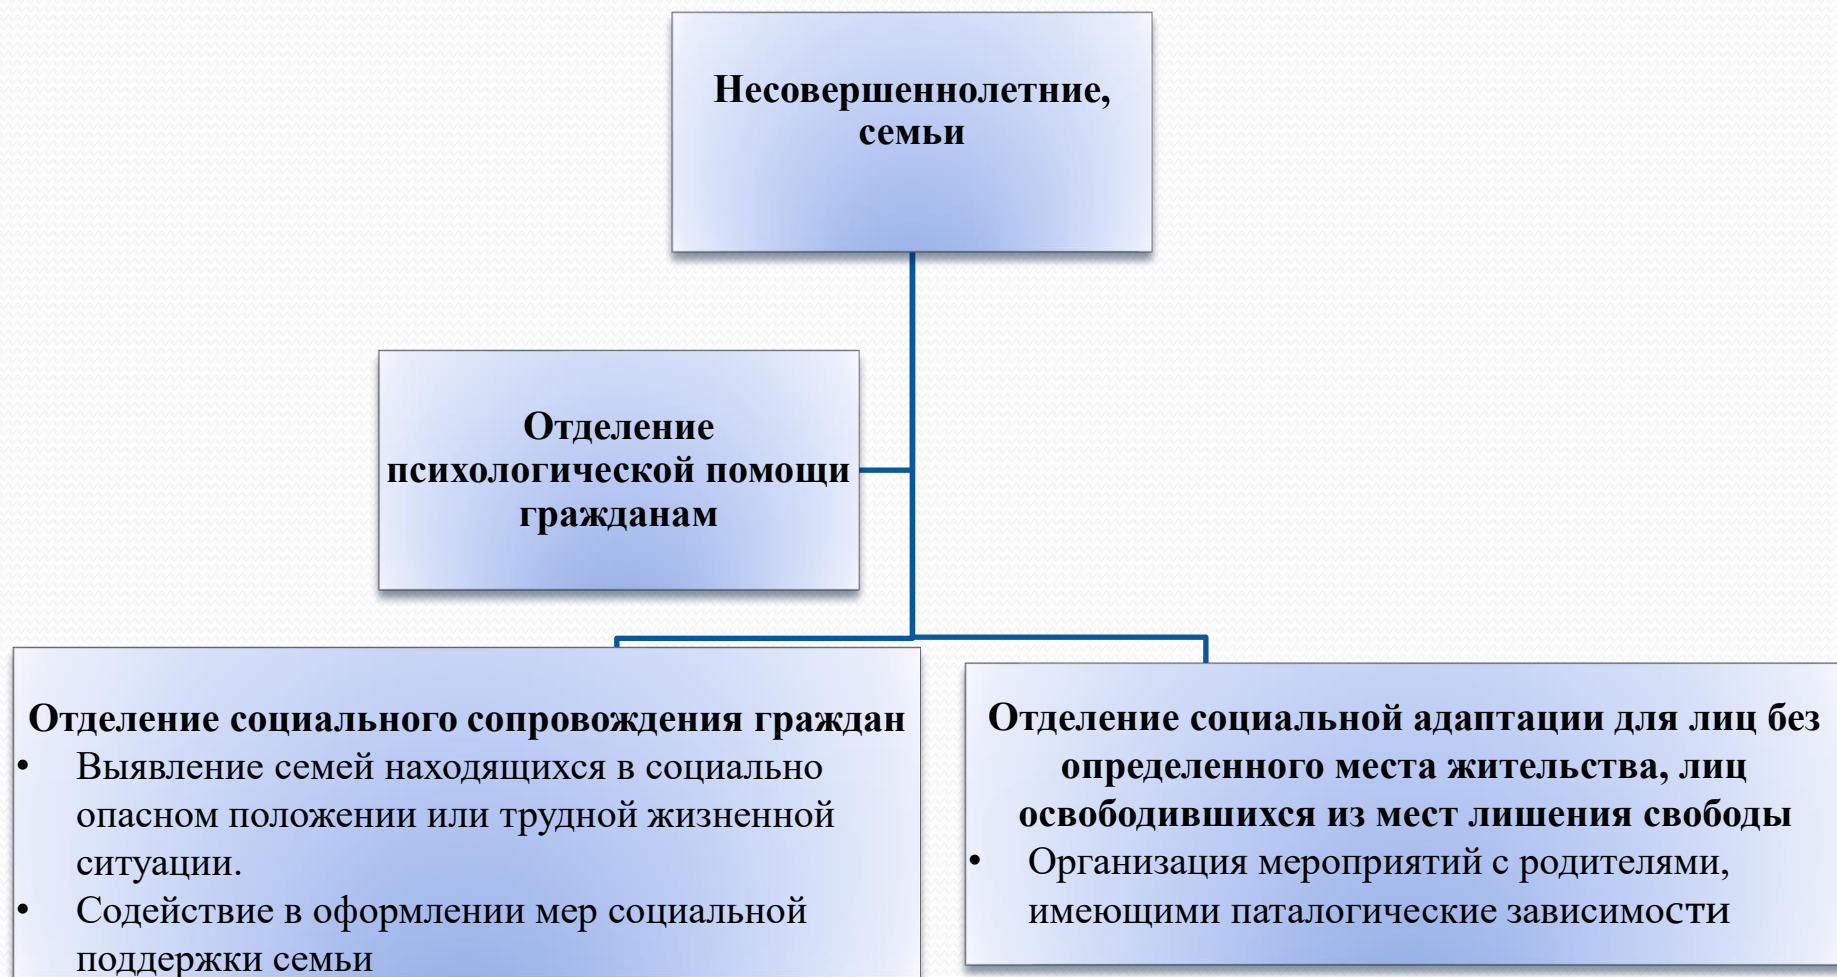 Несовершеннолетние,
семьи
Отделение
психологической помощи
гражданам
Отделение социального сопровождения граждан
• Выявление семей находящихся в социально
опасном положении или трудной жизненной
ситуации.
• Содействие в оформлении мер социальной
поддержки семьи
Отделение социальной адаптации для лиц без
определенного места жительства, лиц
освободившихся из мест лишения свободы
• Организация мероприятий с родителями,
имеющими паталогические зависимости